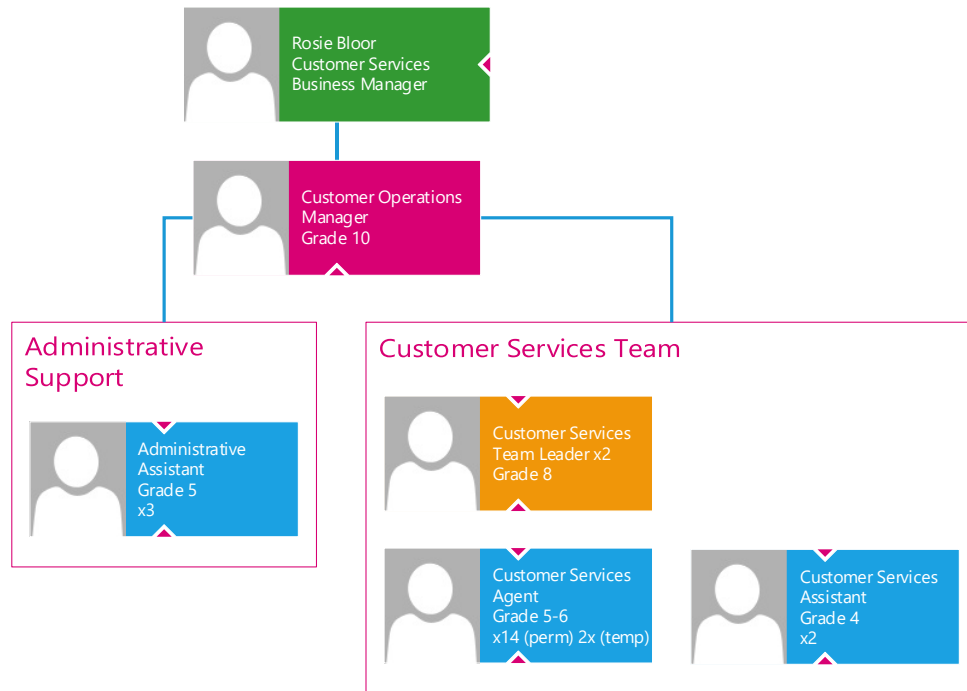 Rosie Bloor
Customer Services
Business Manager
Customer Operations
Manager
Grade 10
Administrative
Support
Administrative
Assistant
Grade 5
x3
Customer Services Team
Customer Services
Team Leader x2
Grade 8
Customer Services
Agent
Grade 5-6
x14 (perm) 2x (temp)
Customer Services
Assistant
Grade 4
x2